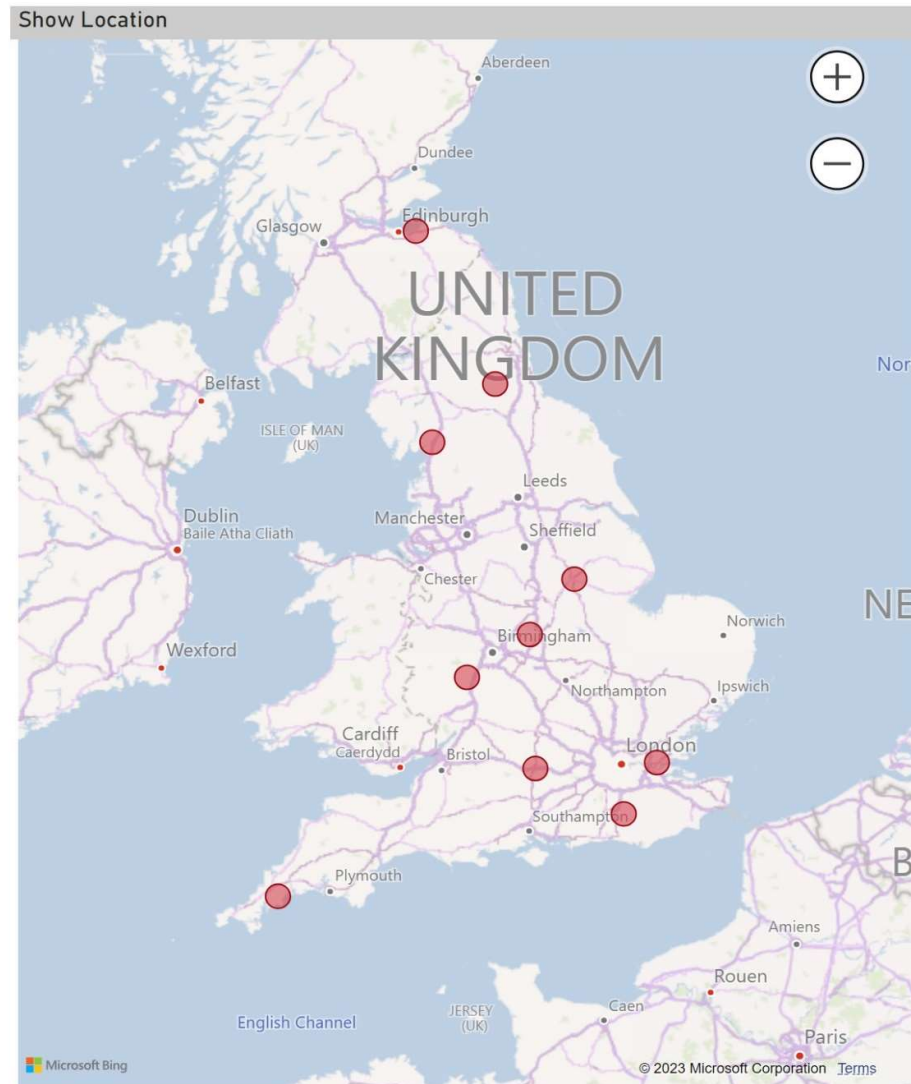 Show Location
Aberdeen
Dundee
Edinburgh
Glasgow
UNITED
KINGDOM
Nor
Belfast
ISLE OF MAN
(UK)
Leeds
Dublin
Baile Atha Cliath
Manchester
Sheffield
Chester
NE
Norwich
Birmingham
Wexford
Northampton
Ipswich
Cardiff
Caerdydd
Bristol
London
Southampton
Plymouth
B
Amiens
Rouen
JERSEY
(UK)
Caen
English Channel
Paris
Microsoft Bing
© 2023 Microsoft Corporation Terms